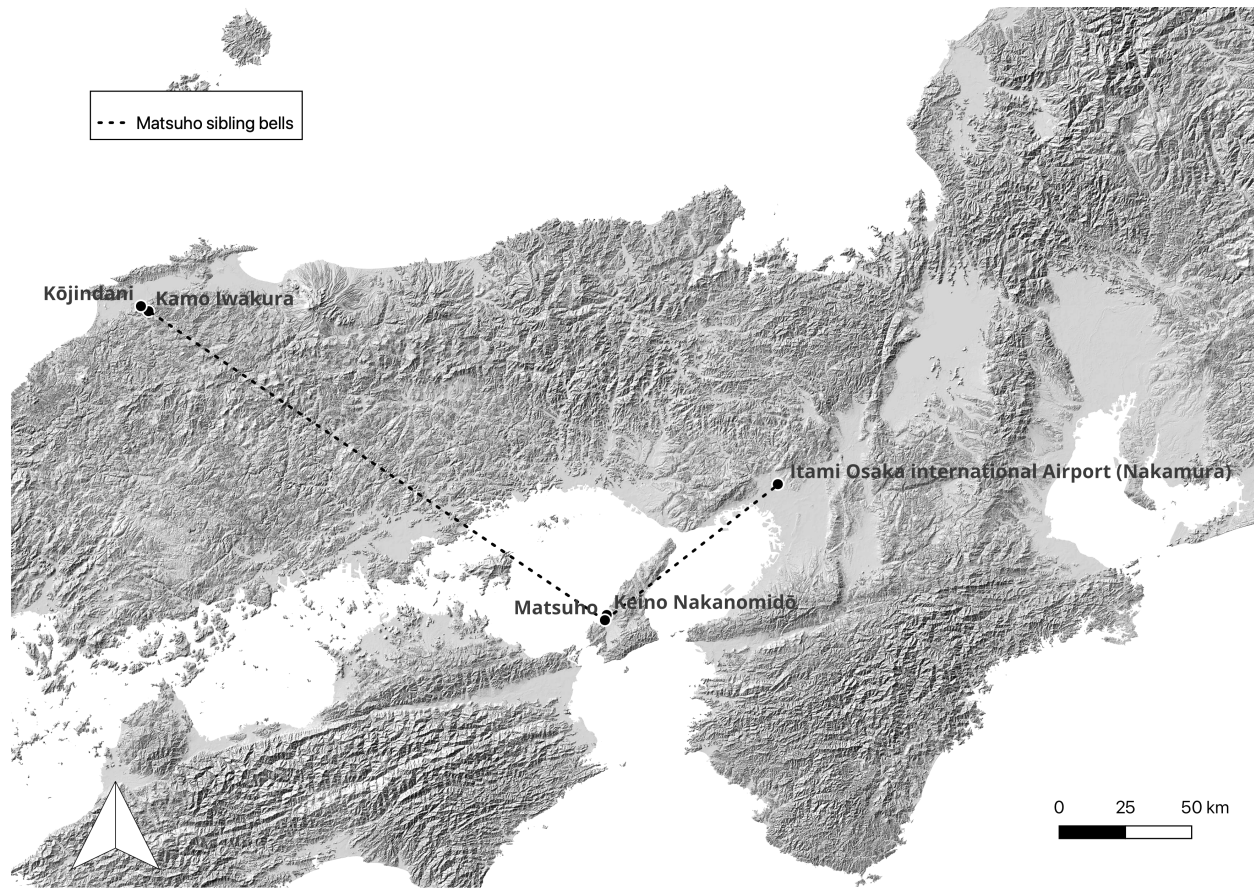 Matsuho sibling bells
Kōjindani
Kamo Iwakura
Itami Osaka international Airport (Nakamura)
Matsuho
Keino Nakanomidō
0 25 50 km